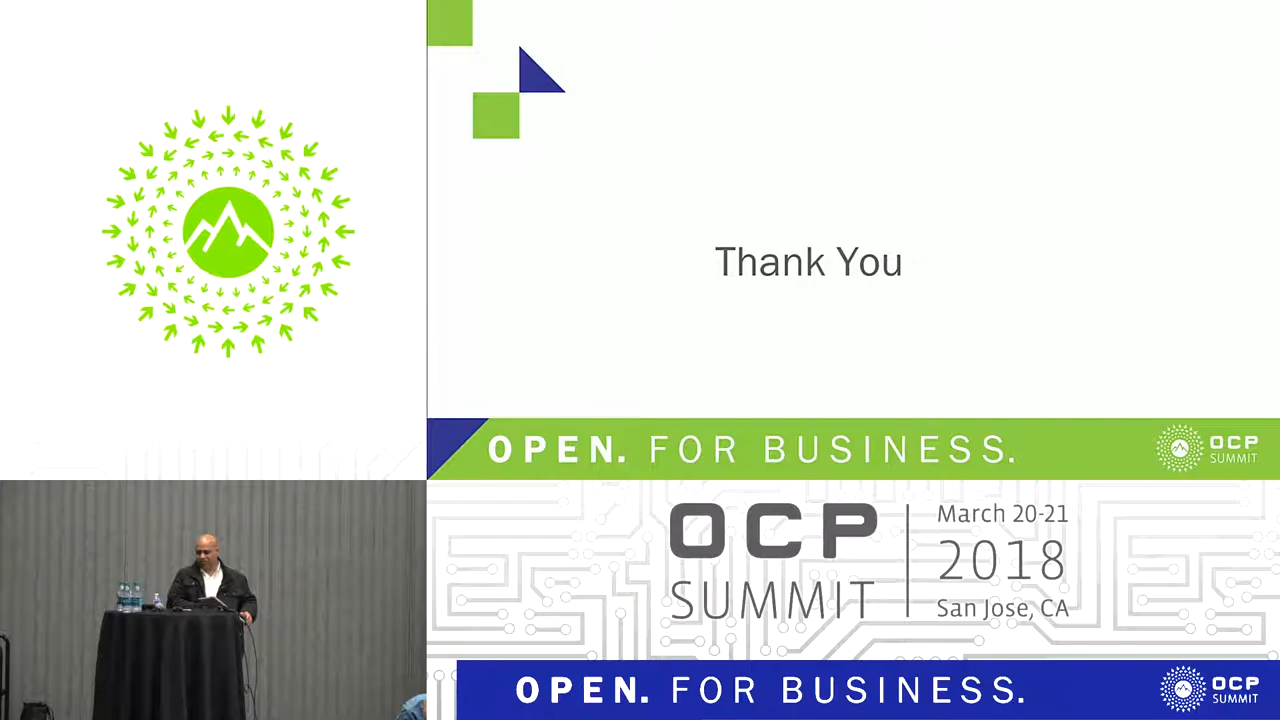 Thank You
OPEN. FOR BUSINESS.
OCP
SUMMIT
OCP
SUMMIT
March 20-21
2018
San Jose, CA
OPEN. FOR BUSINESS.
OCP
SUMMIT